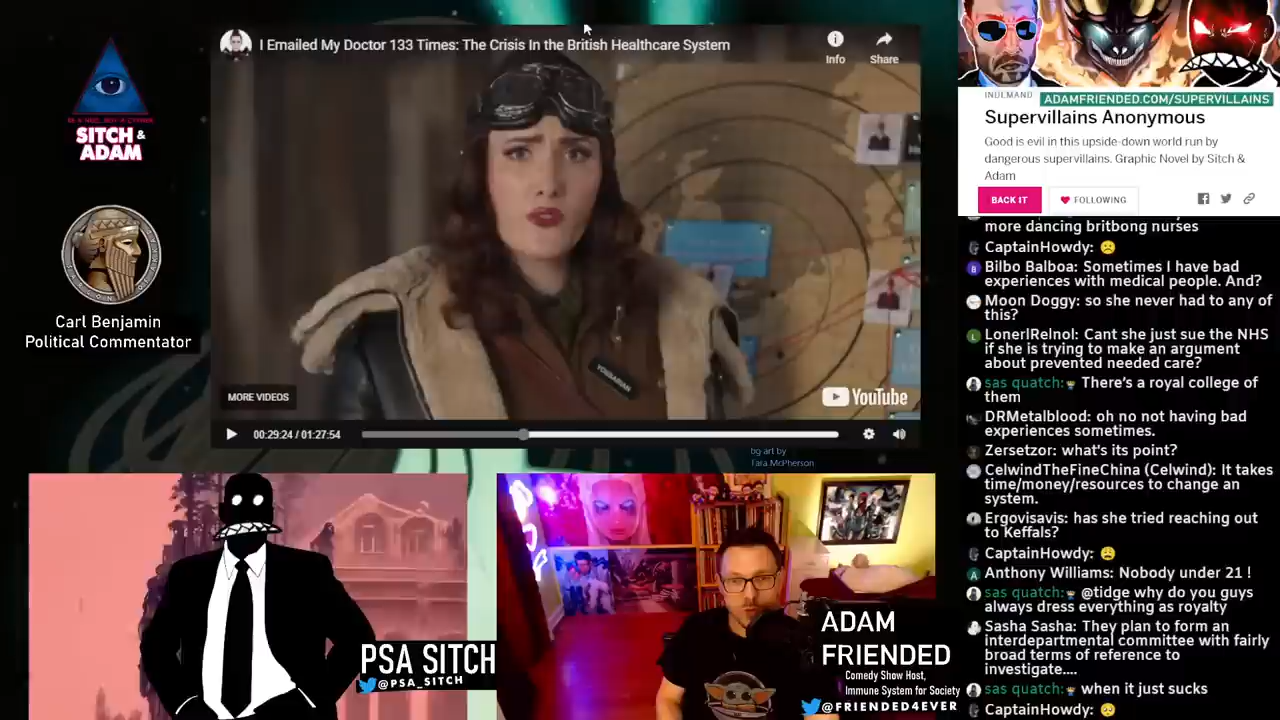 I Emailed My Doctor 133 Times: The Crisis In the British Healthcare System
Info
Share
SITCH &
ADAM
Carl Benjamin
Political Commentator
YOURARIAN
MORE VIDEOS
YouTube
00:29:24 / 01:27:54
bg art by
Tara McPherson
PSA SITCH
@PSA_SITCH
ADAM
FRIENDED
Comedy Show Host,
Immune System for Society
@FRIENDED4EVER
INDEMAND
ADAMFRIENDED.COM/SUPERVILLAINS
Supervillains Anonymous
Good is evil in this upside-down world run by
dangerous supervillains. Graphic Novel by Sitch &
Adam
BACK IT
FOLLOWING
more dancing britbong nurses
CaptainHowdy:
B
Bilbo Balboa: Sometimes I have bad
experiences with medical people. And?
Moon Doggy: so she never had to any of
this?
L
LonerIRelnol: Cant she just sue the NHS
if she is trying to make an argument
about prevented needed care?
sas quatch: There's a royal college of
them
DRMetalblood: oh no not having bad
experiences sometimes.
Zersetzor: what's its point?
CelwindTheFineChina (Celwind): It takes
time/money/resources to change an
system.
Ergovisavis: has she tried reaching out
to Keffals?
CaptainHowdy:
A
Anthony Williams: Nobody under 21 !
sas quatch: @tidge why do you guys
always dress everything as royalty
Sasha Sasha: They plan to form an
interdepartmental committee with fairly
broad terms of reference to
investigate....
sas quatch: when it just sucks
CaptainHowdy: